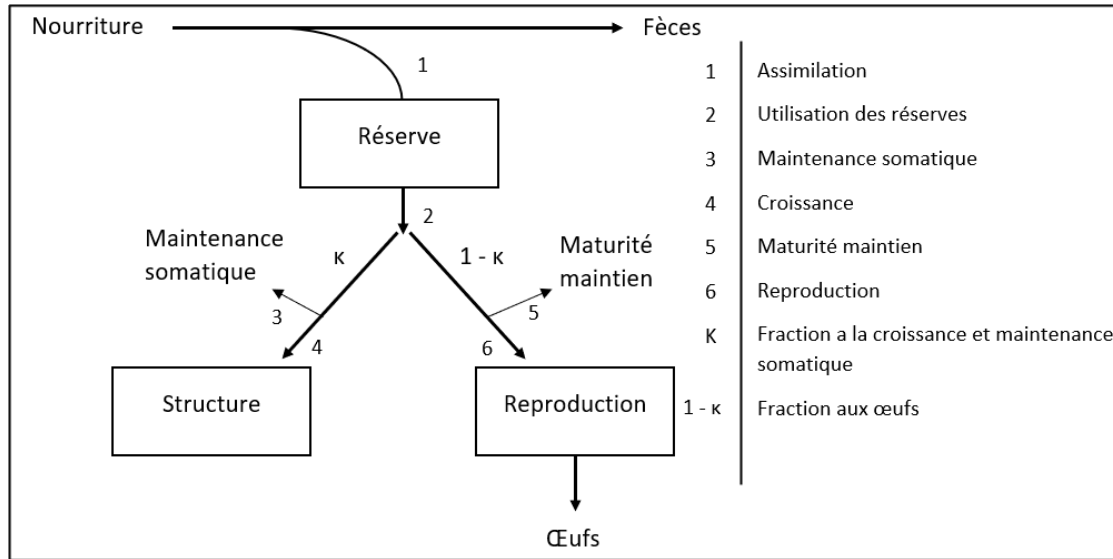 Nourriture
Fèces
1
Réserve
2
Maintenance
somatique
κ
1 - κ
Maturité
maintien
3
4
5
6
Structure
Reproduction
Œufs
1 Assimilation
2 Utilisation des réserves
3 Maintenance somatique
4 Croissance
5 Maturité maintien
6 Reproduction
K Fraction a la croissance et maintenance
somatique
1 - κ Fraction aux œufs